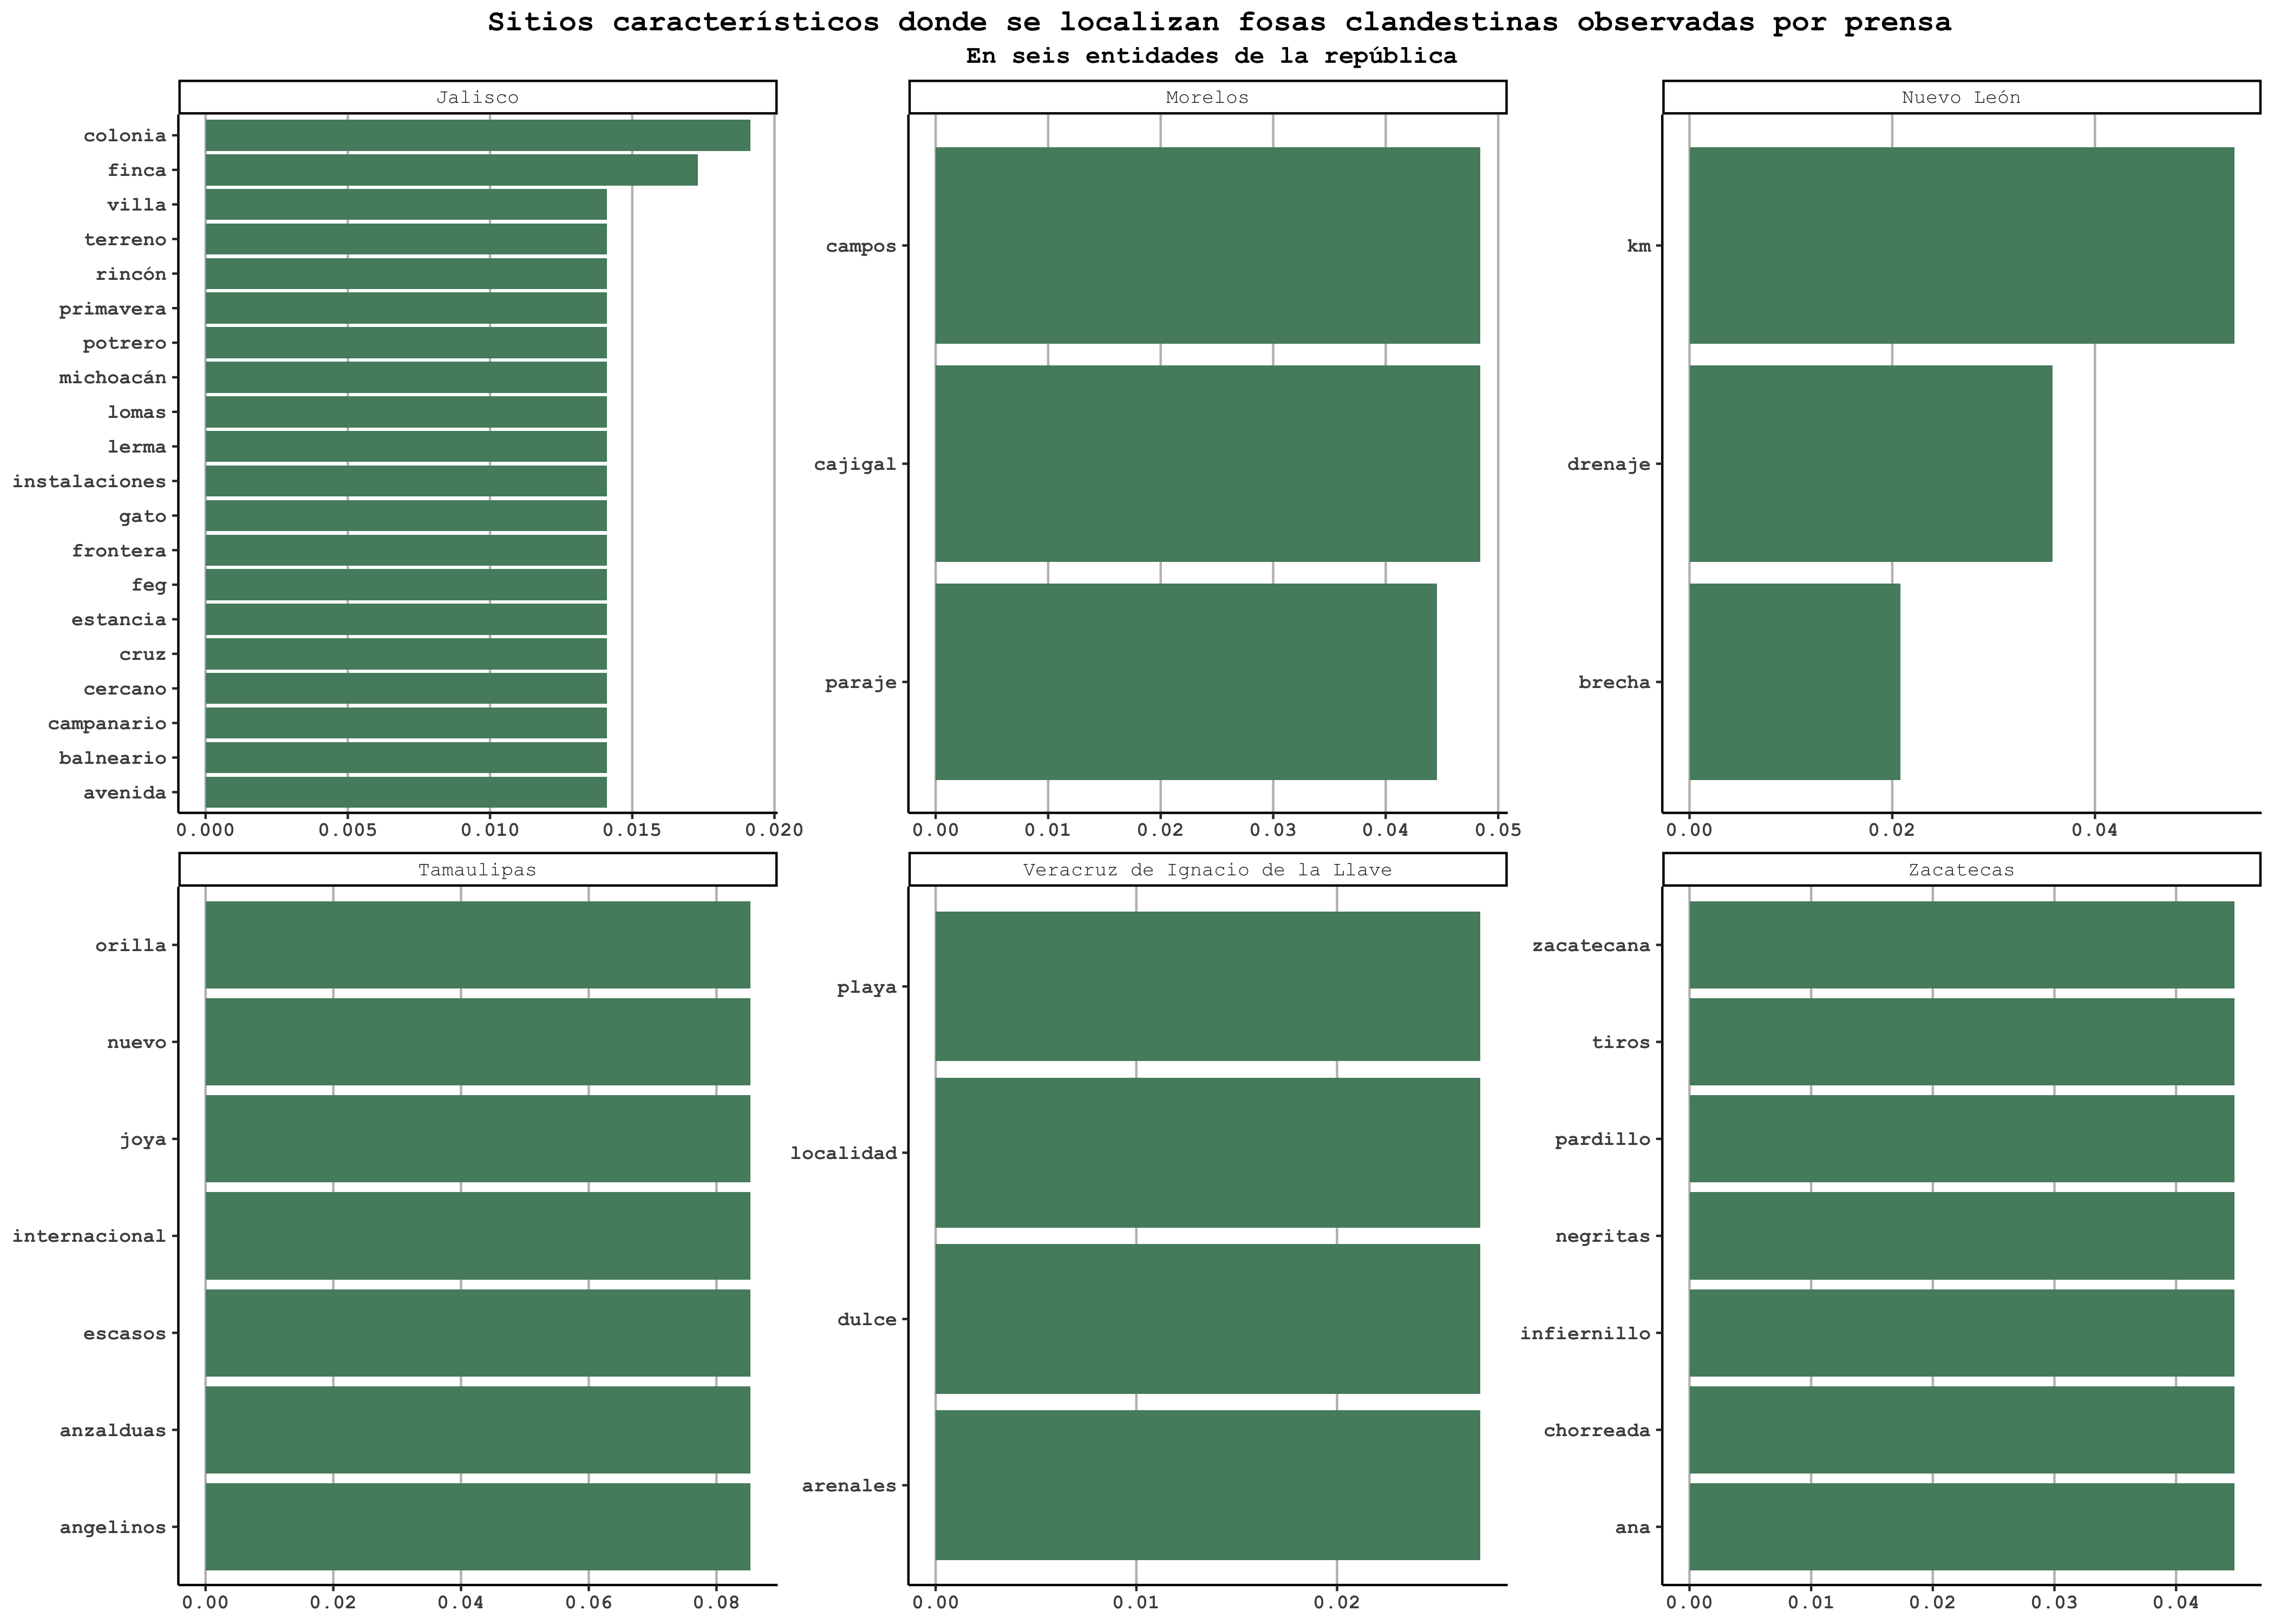 Sitios característicos donde se localizan fosas clandestinas observadas por prensa
En seis entidades de la república
Jalisco
colonia
finca
villa
terreno
rincón
primavera
potrero
michoacán
lomas
lerma
instalaciones
gato
frontera
feg
estancia
cruz
cercano
campanario
balneario
avenida
0.000 0.005 0.010 0.015 0.020
Morelos
campos
cajigal
paraje
0.00 0.01 0.02 0.03 0.04 0.05
Nuevo León
km
drenaje
brecha
0.00 0.02 0.04
Tamaulipas
orilla
nuevo
joya
internacional
escasos
anzalduas
angelinos
0.00 0.02 0.04 0.06 0.08
Veracruz de Ignacio de la Llave
playa
localidad
dulce
arenales
0.00 0.01 0.02
Zacatecas
zacatecana
tiros
pardillo
negritas
infiernillo
chorreada
ana
0.00 0.01 0.02 0.03 0.04